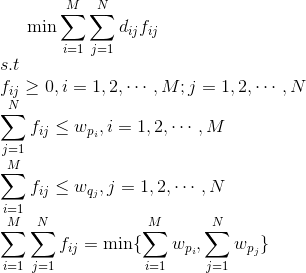 \min \sum_{i=1}^{M} \sum_{j=1}^{N} d_{ij} f_{ij}
s.t
f_{ij} \geq 0, i = 1, 2, \cdots, M; j = 1, 2, \cdots, N
\sum_{j=1}^{N} f_{ij} \leq w_{p_i}, i = 1, 2, \cdots, M
\sum_{i=1}^{M} f_{ij} \leq w_{q_j}, j = 1, 2, \cdots, N
\sum_{i=1}^{M} \sum_{j=1}^{N} f_{ij} = \min\{\sum_{i=1}^{M} w_{p_i}, \sum_{j=1}^{N} w_{p_j}\}